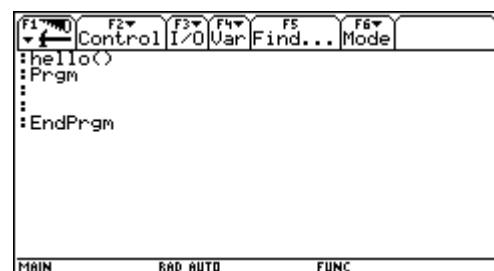 F1 F2 Control F3 I/O F4 Var F5 Find... F6 Mode
:hello()
:Prgm
:
:
:EndPrgm
MAIN RAD AUTO FUNC